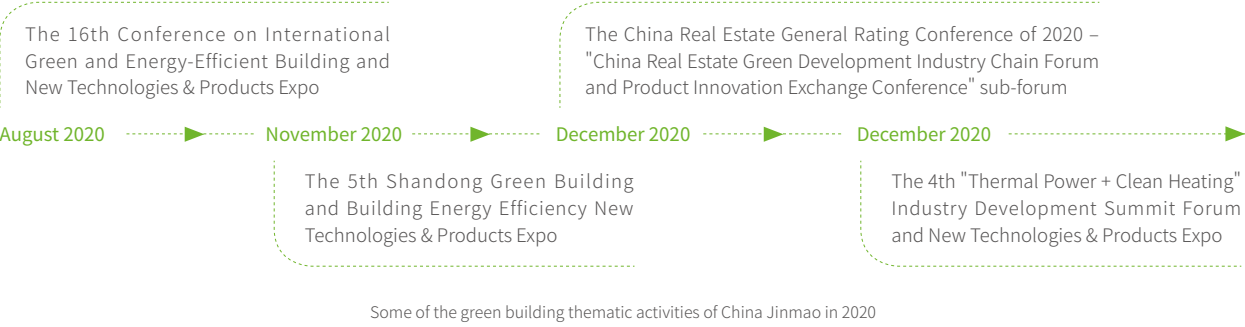 The 16th Conference on International
Green and Energy-Efficient Building and
New Technologies & Products Expo
The China Real Estate General Rating Conference of 2020 –
"China Real Estate Green Development Industry Chain Forum
and Product Innovation Exchange Conference" sub-forum
August 2020
November 2020
December 2020
December 2020
The 5th Shandong Green Building
and Building Energy Efficiency New
Technologies & Products Expo
The 4th "Thermal Power + Clean Heating"
Industry Development Summit Forum
and New Technologies & Products Expo
Some of the green building thematic activities of China Jinmao in 2020